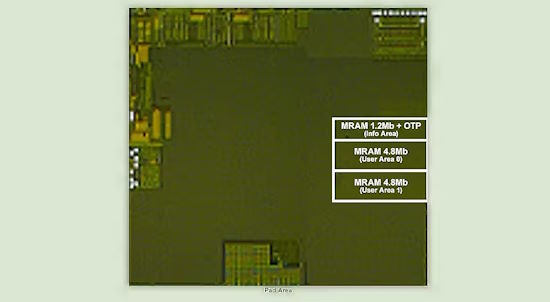 MRAM 1.2Mb + OTP
(Info Area)
MRAM 4.8Mb
(User Area 0)
MRAM 4.8Mb
(User Area 1)
Pad Area